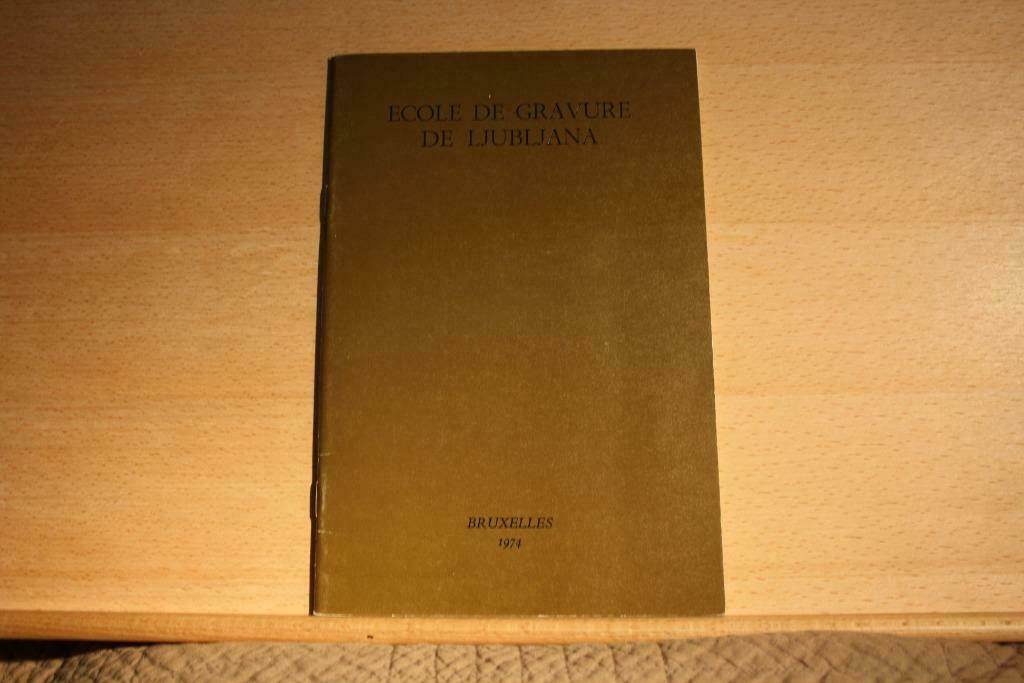 ECOLE DE GRAVURE
DE LJUBLJANA
BRUXELLES
1974